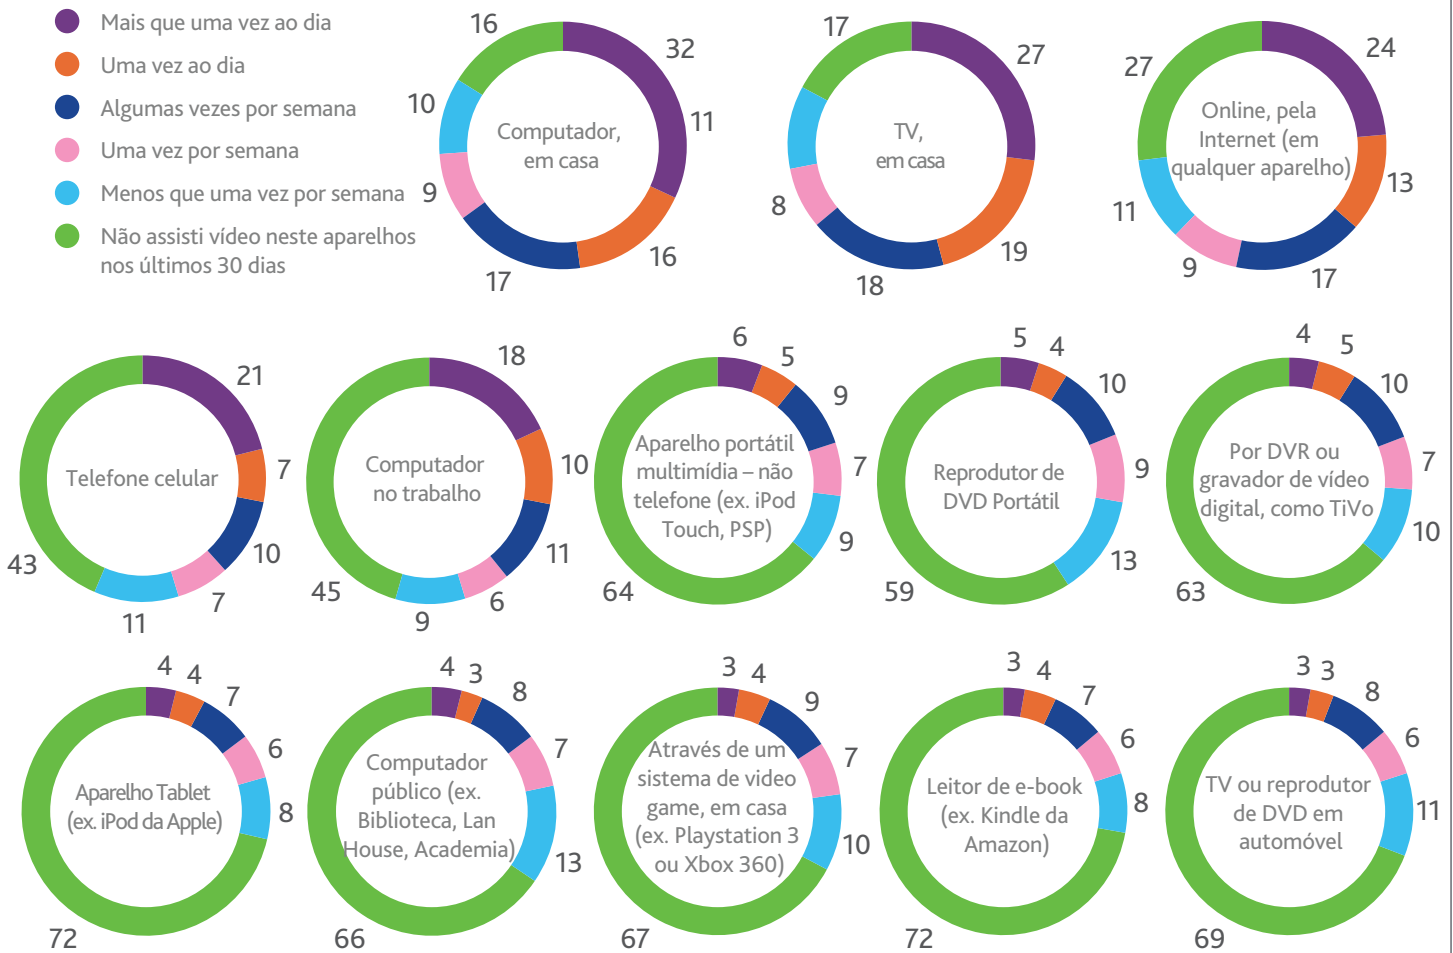 Mais que uma vez ao dia
Uma vez ao dia
Algumas vezes por semana
Uma vez por semana
Menos que uma vez por semana
Não assisti vídeo neste aparelhos
nos últimos 30 dias
16
32
10
11
Computador,
em casa
9
16
17
17
27
TV,
em casa
8
19
18
27
24
Online, pela
Internet (em
qualquer aparelho)
13
11
9
17
21
Telefone celular
7
43
10
7
11
18
Computador
no trabalho
10
11
45
6
9
6
5
9
Aparelho portátil
multimídia – não
telefone (ex. iPod
Touch, PSP)
7
9
64
5
4
10
Reprodutor de
DVD Portátil
9
13
59
4
5
10
Por DVR ou
gravador de vídeo
digital, como TiVo
7
10
63
4
4
7
6
Aparelho Tablet
(ex. iPod da Apple)
8
72
4
3
8
7
Computador
público (ex.
Biblioteca, Lan
House, Academia)
13
66
3
4
9
7
Através de um
sistema de video
game, em casa
(ex. Playstation 3
ou Xbox 360)
10
67
3
4
7
6
Leitor de e-book
(ex. Kindle da
Amazon)
8
72
3
3
8
6
TV ou reprodutor
de DVD em
automóvel
11
69